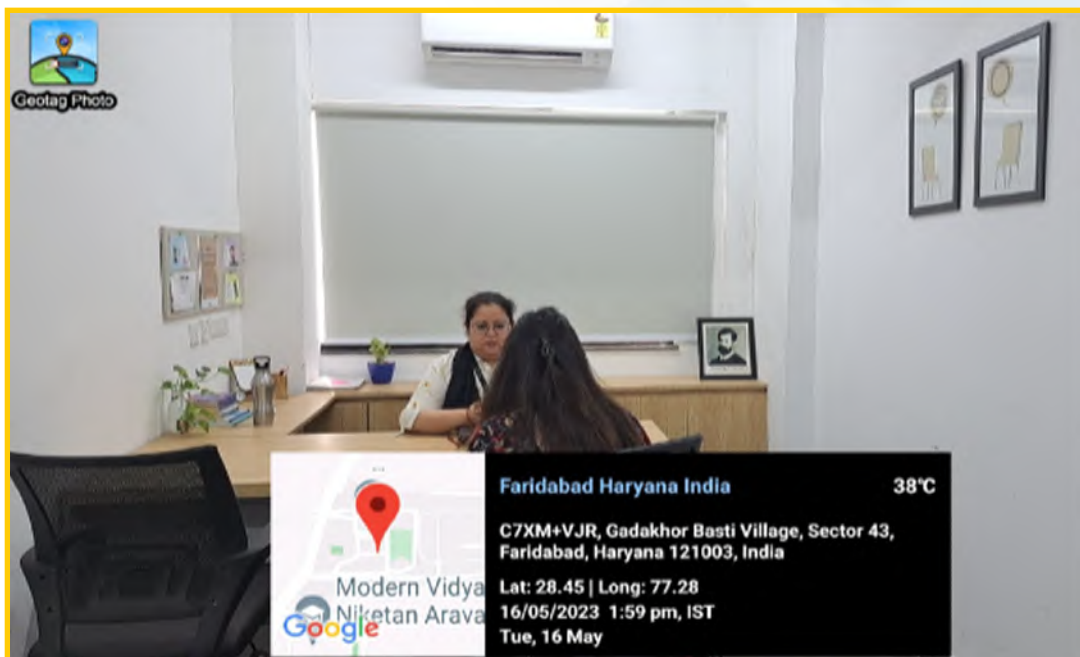 Geotag Photo
Faridabad Haryana India
38°C
C7XM+VJR, Gadakhor Basti Village, Sector 43,
Faridabad, Haryana 121003, India
Lat: 28.45 | Long: 77.28
16/05/2023 1:59 pm, IST
Tue, 16 May
Modern Vidya
Niketan Arava
Google